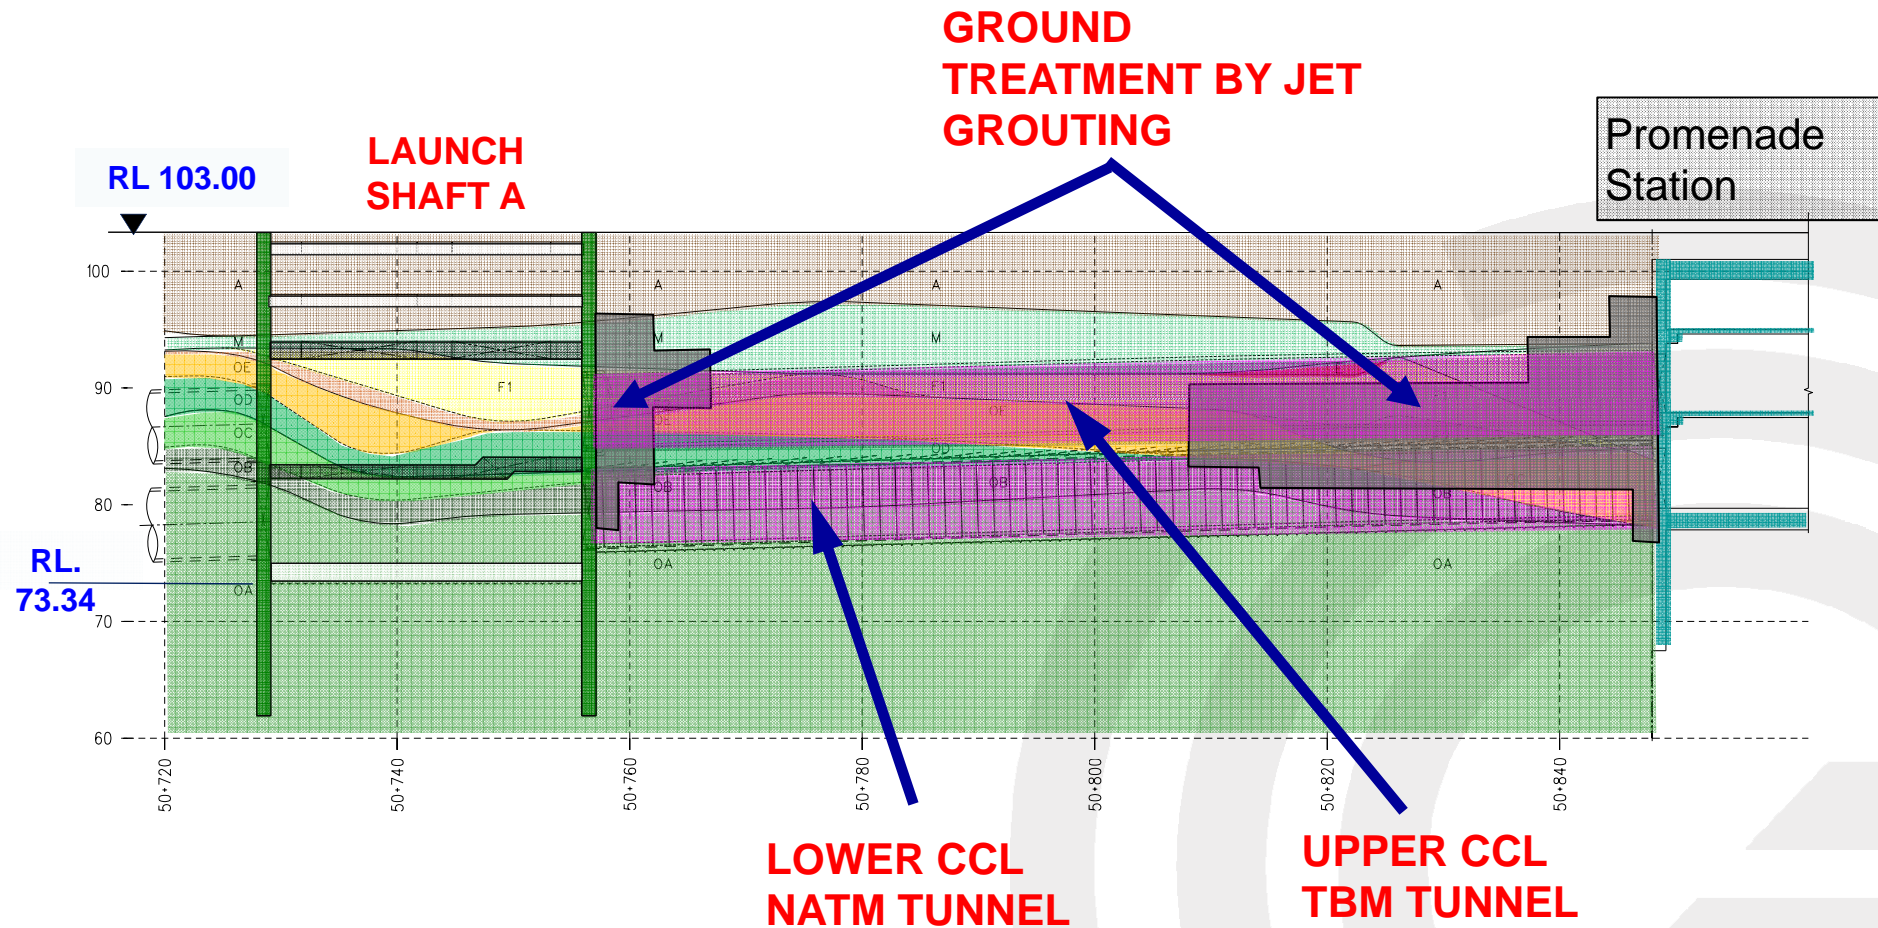 GROUND
TREATMENT BY JET
GROUTING
Promenade
Station
LAUNCH
SHAFT A
RL 103.00
100
A
A
A
A
M
M
M
OE
F1
F1
90
OD
OE
OC
OD
OB
OB
OB
OB
80
RL.
73.34
OA
OA
OA
70
60
50+720
50+740
50+760
50+780
50+800
50+820
50+840
LOWER CCL
NATM TUNNEL
UPPER CCL
TBM TUNNEL